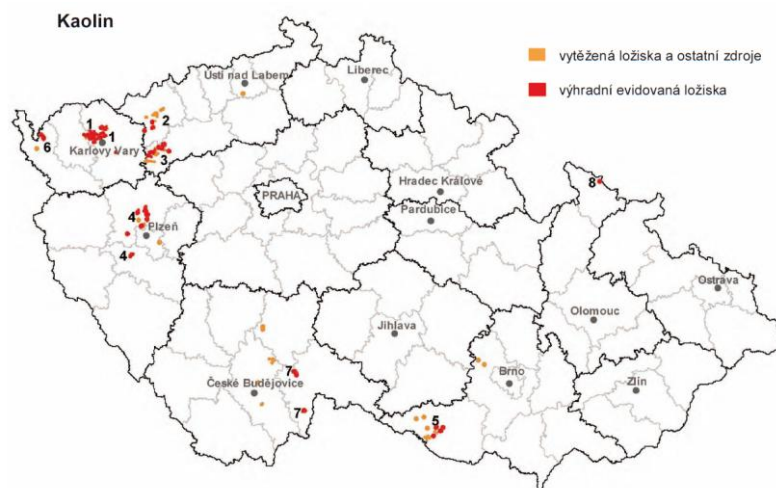 Kaolin
vytěžená ložiska a ostatní zdroje
výhradní evidovaná ložiska
Ústí nad Labem
Liberec
1
2
1
6
Karlovy Vary
3
Hradec Králové
8
PRAHA
Pardubice
4
Plzeň
4
Ostrava
Olomouc
Jihlava
7
Brno
České Budějovice
Zlín
7
5